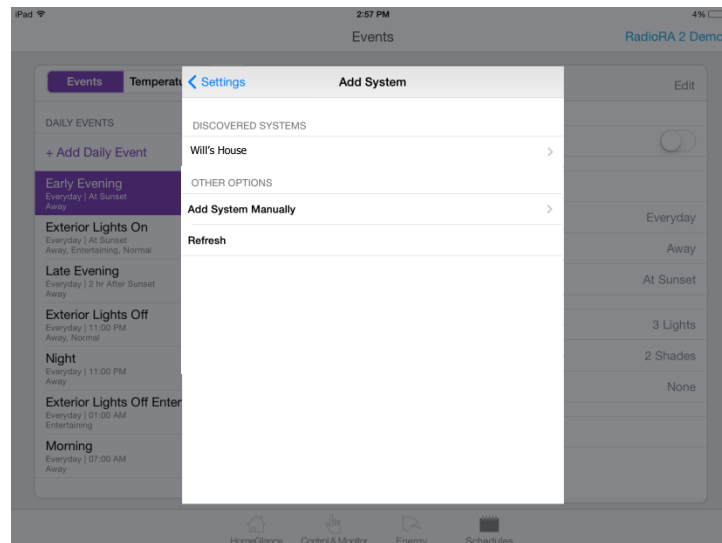 iPad 2:57 PM 4%
Events RadioRA 2 Demo
Events Temperatu
DAILY EVENTS
+ Add Daily Event
Early Evening
Everyday | At Sunset
Away
Exterior Lights On
Everyday | At Sunset
Away, Entertaining, Normal
Late Evening
Everyday | 2 hr After Sunset
Away
Exterior Lights Off
Everyday | 11:00 PM
Away, Normal
Night
Everyday | 11:00 PM
Away
Exterior Lights Off Enter
Everyday | 01:00 AM
Entertaining
Morning
Everyday | 07:00 AM
Away
Settings Add System
DISCOVERED SYSTEMS
Will's House
OTHER OPTIONS
Add System Manually
Refresh
Edit
Everyday
Away
At Sunset
3 Lights
2 Shades
None
HomeGlance Control & Monitor Energy Schedules